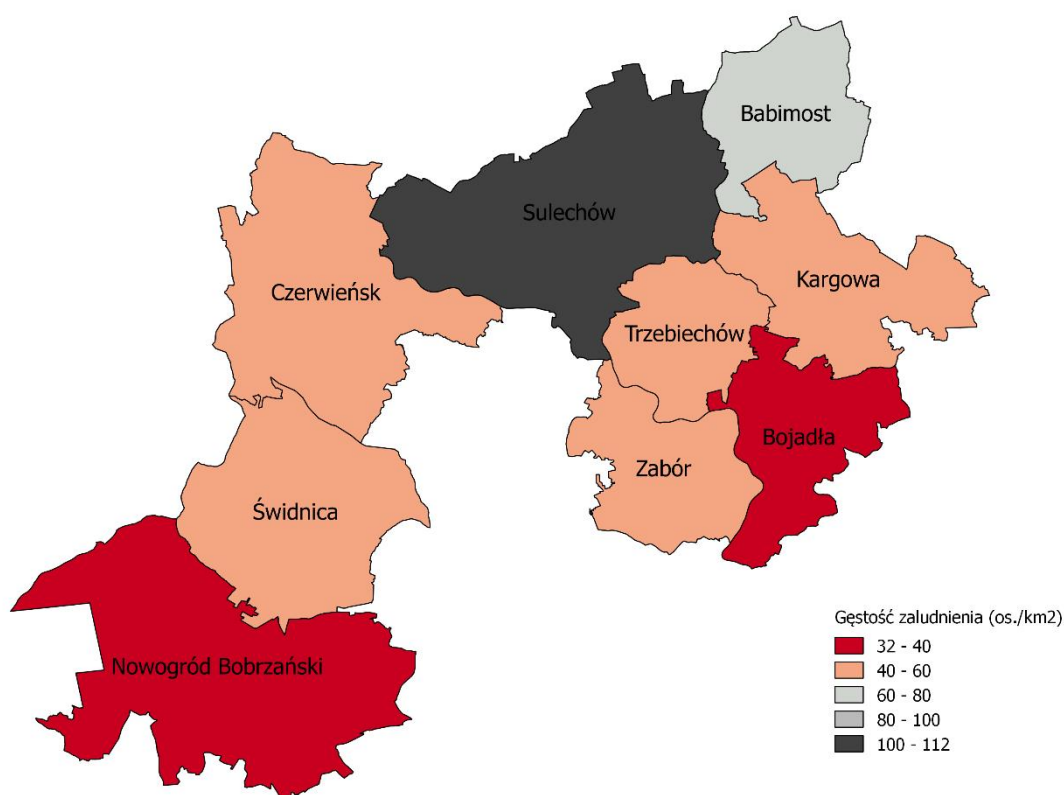 Babimost
Sulechów
Czerwieńsk
Kargowa
Trzebiechów
Bojadła
Zabór
Świdnica
Nowogród Bobrzański
Gęstość zaludnienia (os./km2)
32 - 40
40 - 60
60 - 80
80 - 100
100 - 112